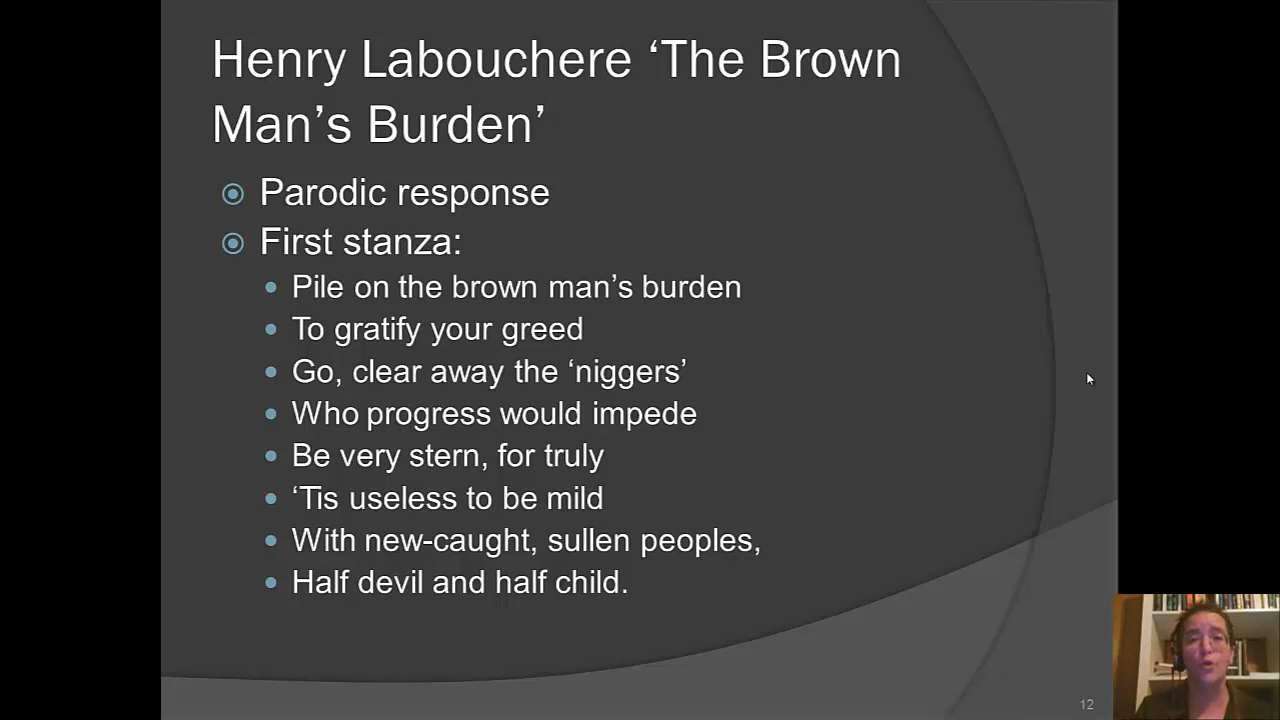 Henry Labouchere ‘The Brown
Man’s Burden’
Parodic response
First stanza:
Pile on the brown man’s burden
To gratify your greed
Go, clear away the ‘niggers’
Who progress would impede
Be very stern, for truly
‘Tis useless to be mild
With new-caught, sullen peoples,
Half devil and half child.
12